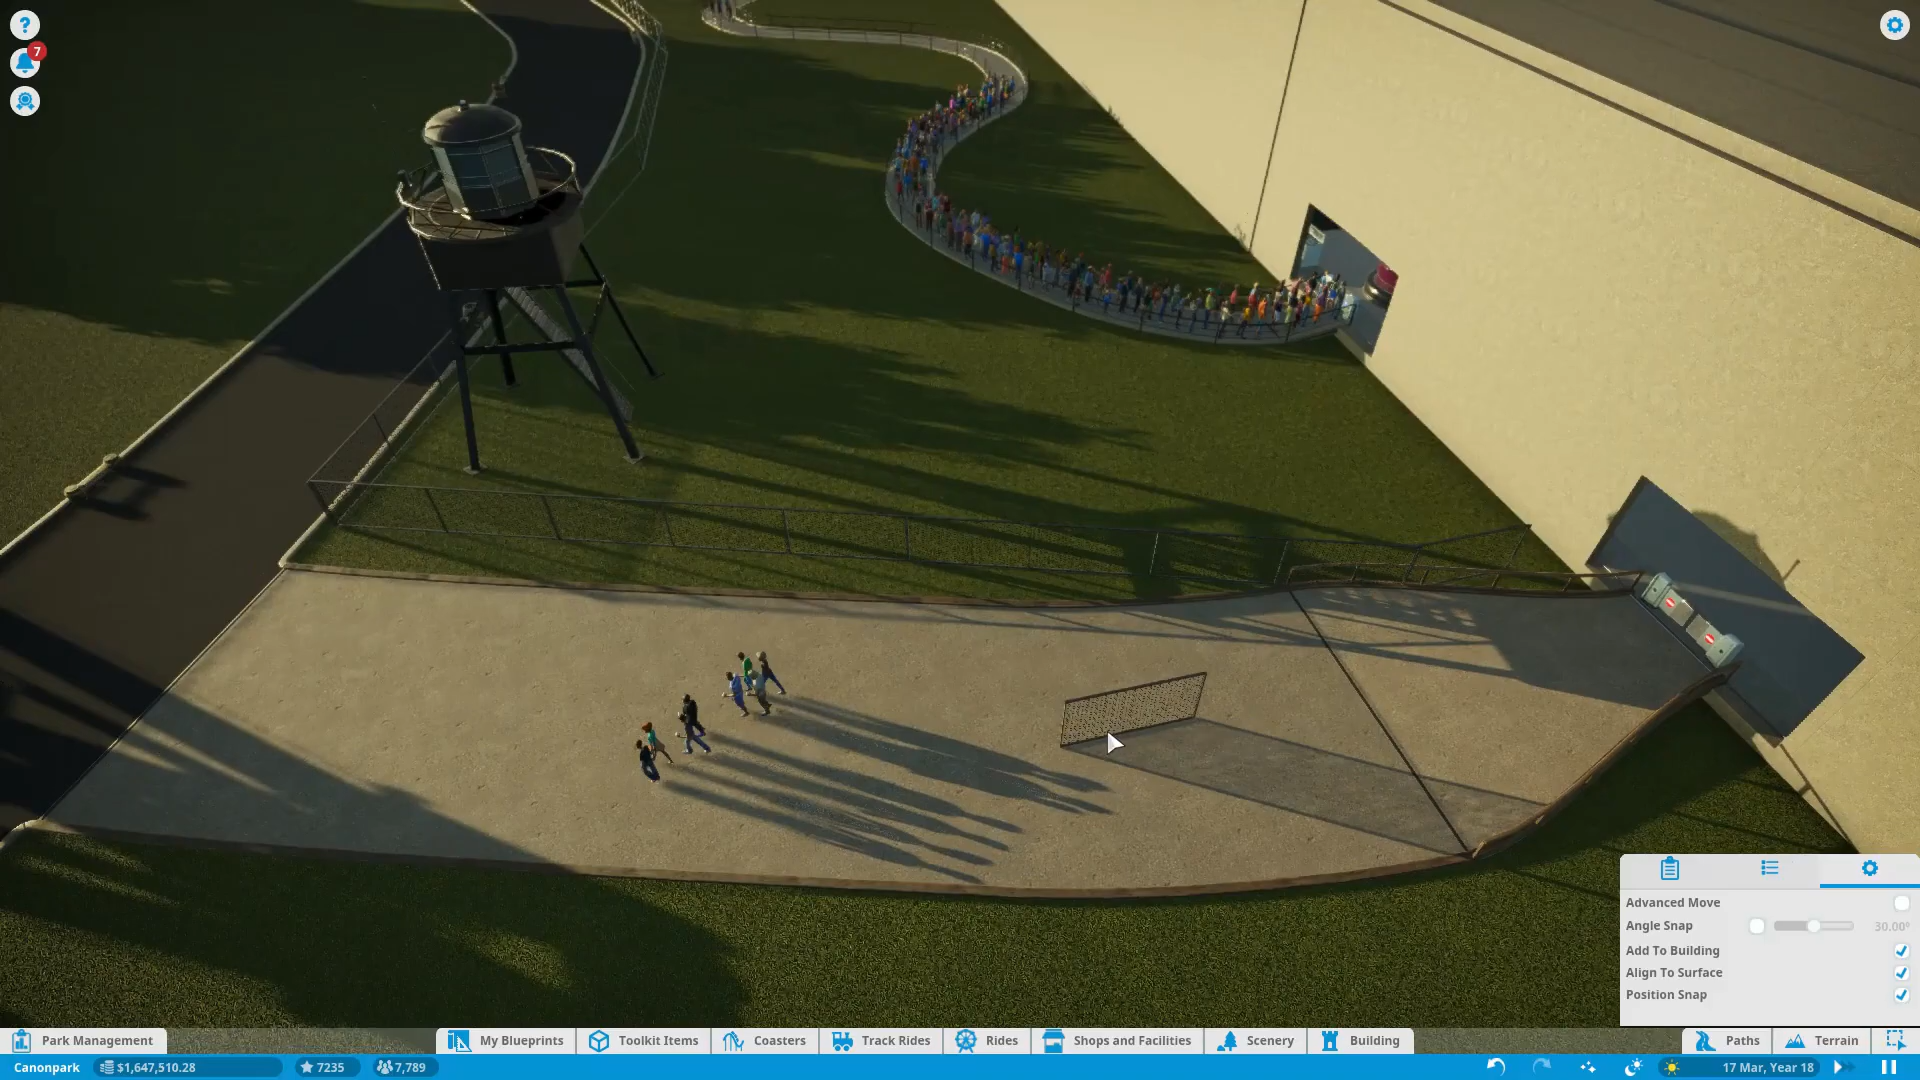 ?
7
Advanced Move
Angle Snap 30.00°
Add To Building
Align To Surface
Position Snap
Park Management My Blueprints Toolkit Items Coasters Track Rides Rides Shops and Facilities Scenery Building Paths Terrain
Canonpark $1,647,510.28 7235 7,789 17 Mar, Year 18